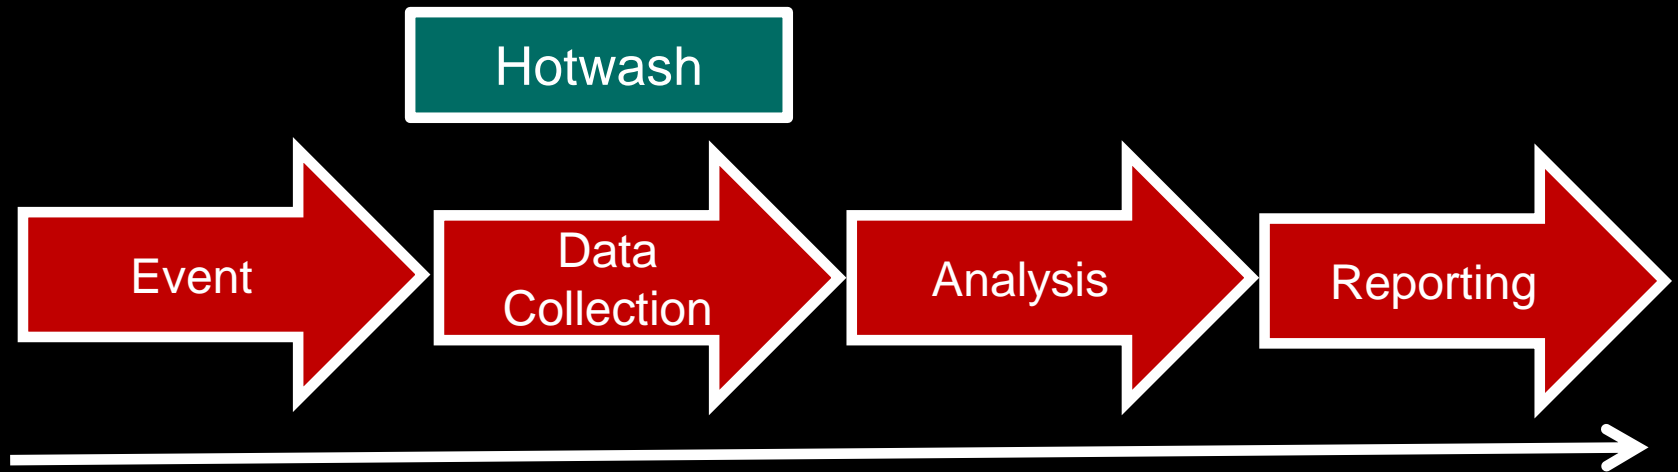 Hotwash
Event
Data
Collection
Analysis
Reporting